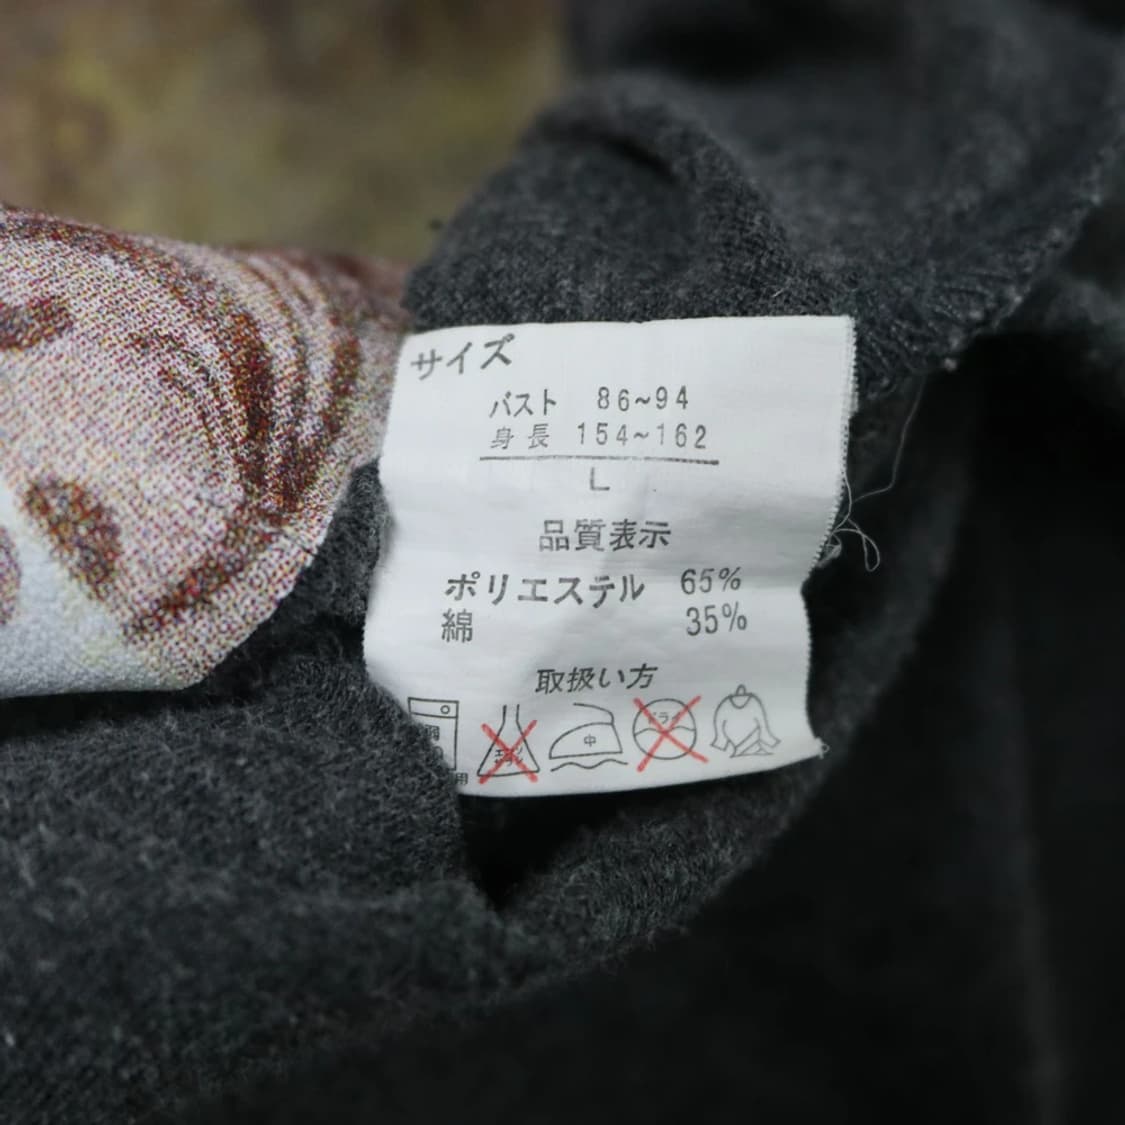 サイズ
バスト 86~94
身長 154~162
L
品質表示
ポリエステル 65%
綿 35%
取扱い方
中